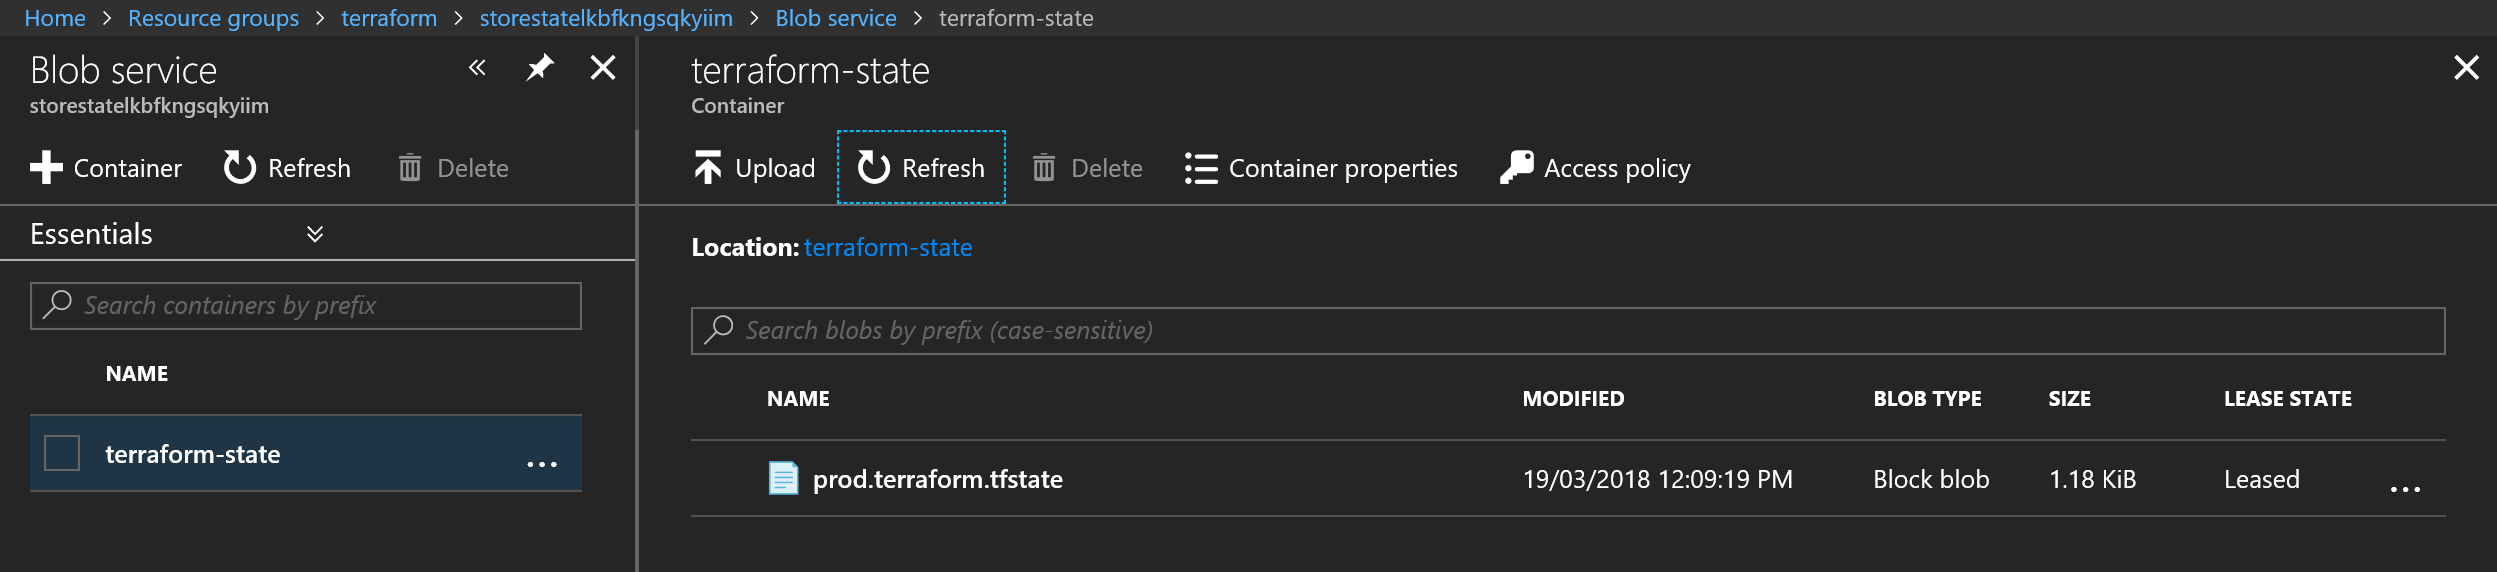 Home > Resource groups > terraform > storestatelkbfkngsqkyiim > Blob service > terraform-state
Blob service
storestatelkbfkngsqkyiim
Container Refresh Delete
Essentials
Search containers by prefix
NAME
terraform-state ...
terraform-state
Container
Upload Refresh Delete Container properties Access policy
Location: terraform-state
Search blobs by prefix (case-sensitive)
NAME MODIFIED BLOB TYPE SIZE LEASE STATE
prod.terraform.tfstate 19/03/2018 12:09:19 PM Block blob 1.18 KiB Leased ...